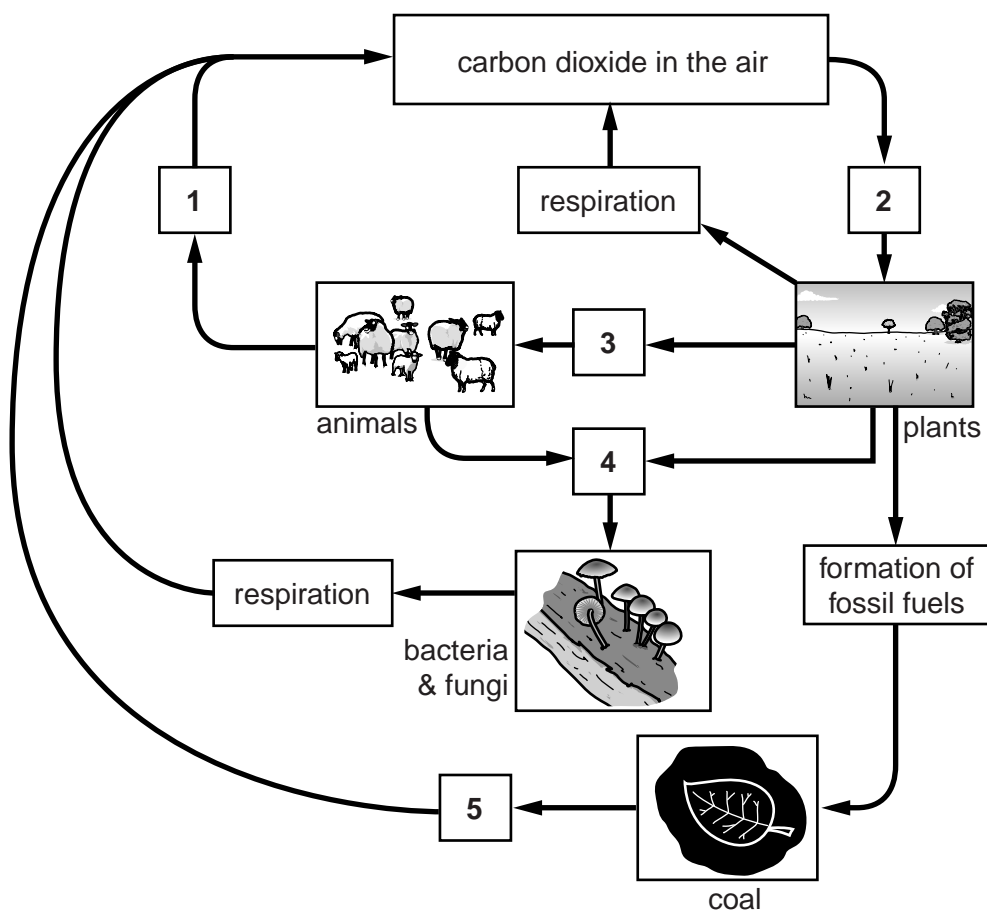 carbon dioxide in the air
1
respiration
2
3
animals
plants
4
respiration
formation of
fossil fuels
bacteria
& fungi
5
coal